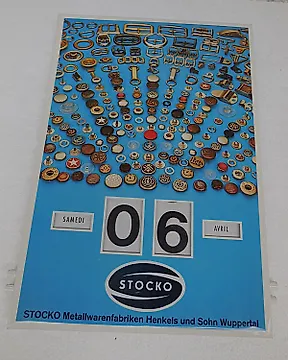 SAMEDI
06
AVRIL
STOCKO
STOCKO Metallwarenfabriken Henkels und Sohn Wuppertal